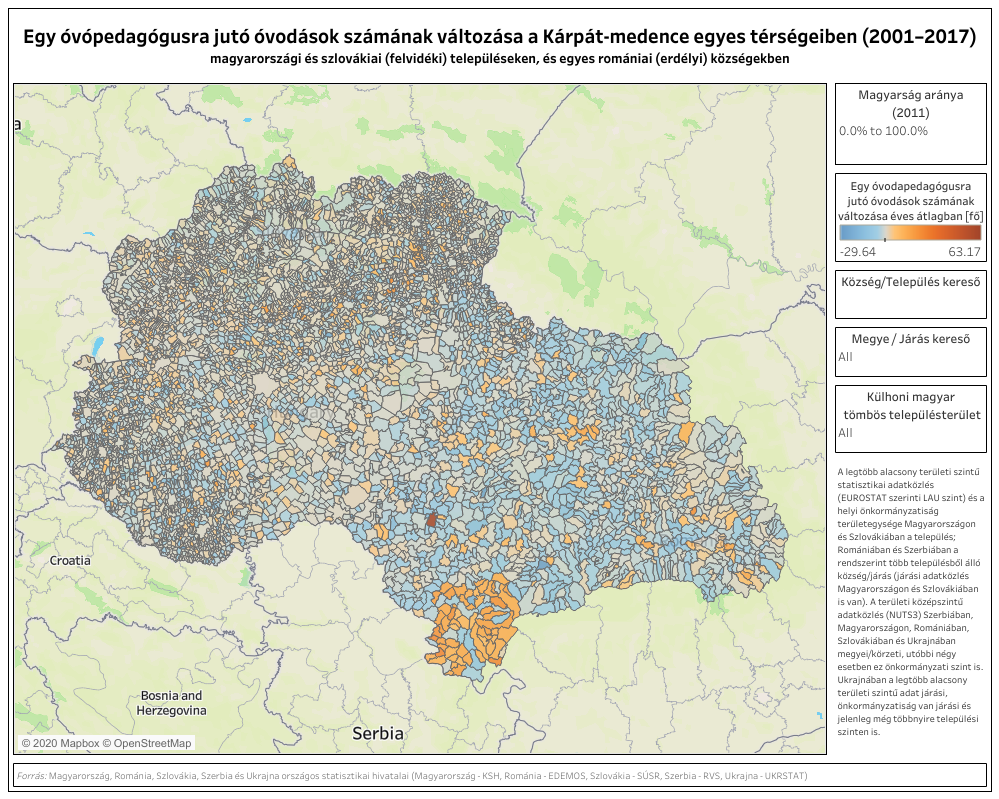 Egy óvópedagógusra jutó óvodások számának változása a Kárpát-medence egyes térségeiben (2001–2017)
magyarországi és szlovákiai (felvidéki) településeken, és egyes romániai (erdélyi) községekben
a
Croatia
Bosnia and
Herzegovina
Serbia
© 2020 Mapbox © OpenStreetMap
Magyarság aránya
(2011)
0.0% to 100.0%
Egy óvodapedagógusra
jutó óvodások számának
változása éves átlagban [fő]
-29.64 63.17
Község/Település kereső
Megye / Járás kereső
All
Külhoni magyar
tömbös településterület
All
A legtöbb alacsony területi szintű
statisztikai adatközlés
(EUROSTAT szerinti LAU szint) és a
helyi önkormányzatiság
területegysége Magyarországon
és Szlovákiában a település;
Romániában és Szerbiában a
rendszerint több településből álló
község/járás (járási adatközlés
Magyarországon és Szlovákiában
is van). A területi középszintű
adatközlés (NUTS3) Szerbiában,
Magyarországon, Romániában,
Szlovákiában és Ukrajnában
megyei/körzeti, utóbbi négy
esetben ez önkormányzati szint is.
Ukrajnában a legtöbb alacsony
területi szintű adat járási,
önkormányzatiság van járási és
jelenleg még többnyire települési
szinten is.
Forrás: Magyarország, Románia, Szlovákia, Szerbia és Ukrajna országos statisztikai hivatalai (Magyarország - KSH, Románia - EDEMOS, Szlovákia - SÚSR, Szerbia - RVS, Ukrajna - UKRSTAT)